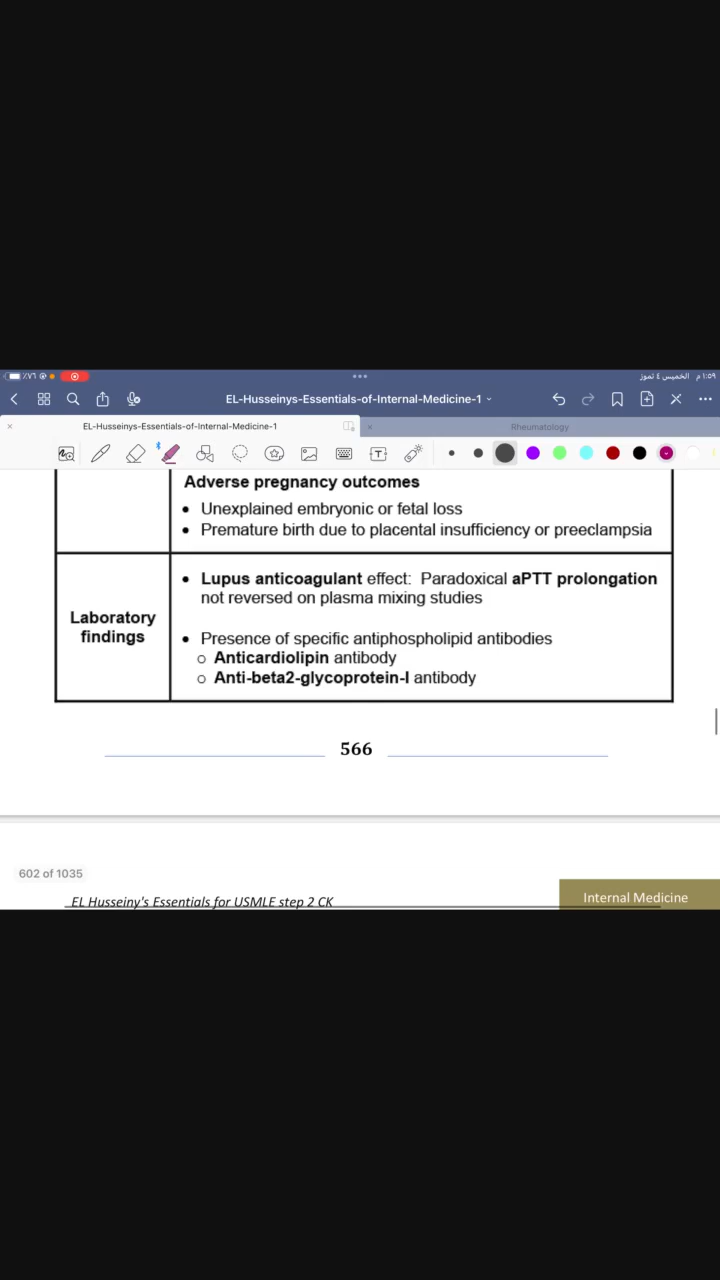 ٪٧٦
١:٥٩ م الخميس ٤ تموز
EL-Husseinys-Essentials-of-Internal-Medicine-1
EL-Husseinys-Essentials-of-Internal-Medicine-1
Rheumatology
Adverse pregnancy outcomes
• Unexplained embryonic or fetal loss
• Premature birth due to placental insufficiency or preeclampsia
Laboratory
findings
• Lupus anticoagulant effect: Paradoxical aPTT prolongation
not reversed on plasma mixing studies
• Presence of specific antiphospholipid antibodies
o Anticardiolipin antibody
o Anti-beta2-glycoprotein-I antibody
566
602 of 1035
EL Husseiny's Essentials for USMLE step 2 CK
Internal Medicine